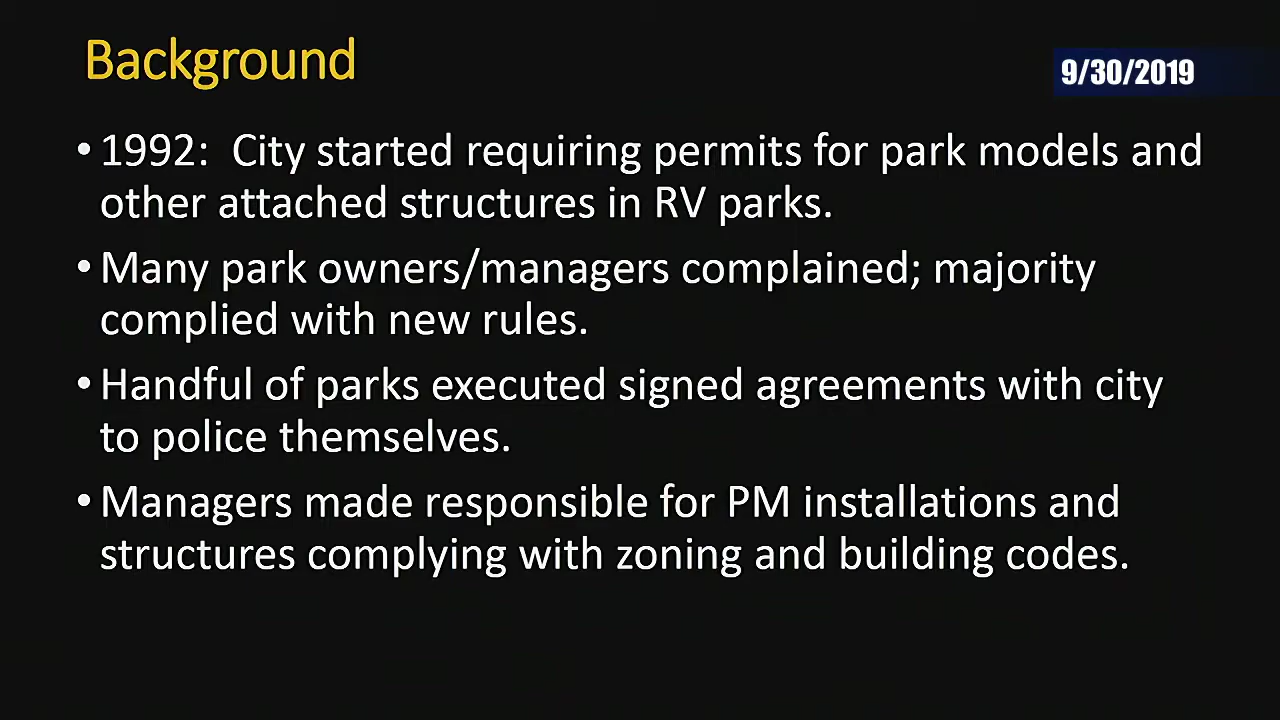 Background
9/30/2019
• 1992:  City started requiring permits for park models and
other attached structures in RV parks.
• Many park owners/managers complained; majority
complied with new rules.
• Handful of parks executed signed agreements with city
to police themselves.
• Managers made responsible for PM installations and
structures complying with zoning and building codes.